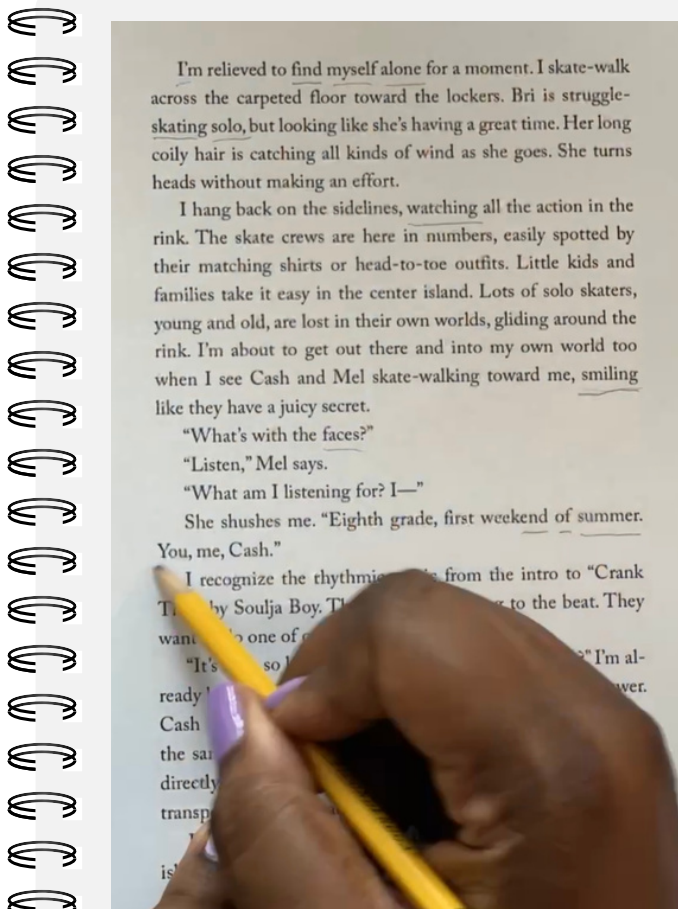 I'm relieved to find myself alone for a moment. I skate-walk
across the carpeted floor toward the lockers. Bri is struggle-
skating solo, but looking like she's having a great time. Her long
coily hair is catching all kinds of wind as she goes. She turns
heads without making an effort.
I hang back on the sidelines, watching all the action in the
rink. The skate crews are here in numbers, easily spotted by
their matching shirts or head-to-toe outfits. Little kids and
families take it easy in the center island. Lots of solo skaters,
young and old, are lost in their own worlds, gliding around the
rink. I'm about to get out there and into my own world too
when I see Cash and Mel skate-walking toward me, smiling
like they have a juicy secret.
"What's with the faces?"
"Listen," Mel says.
"What am I listening for? I—"
She shushes me. "Eighth grade, first weekend of summer.
You, me, Cash."
I recognize the from the intro to "Crank
by Soulja Boy. to the beat. They
one of
"It's so I'm al-
ready
Cash
the
directly